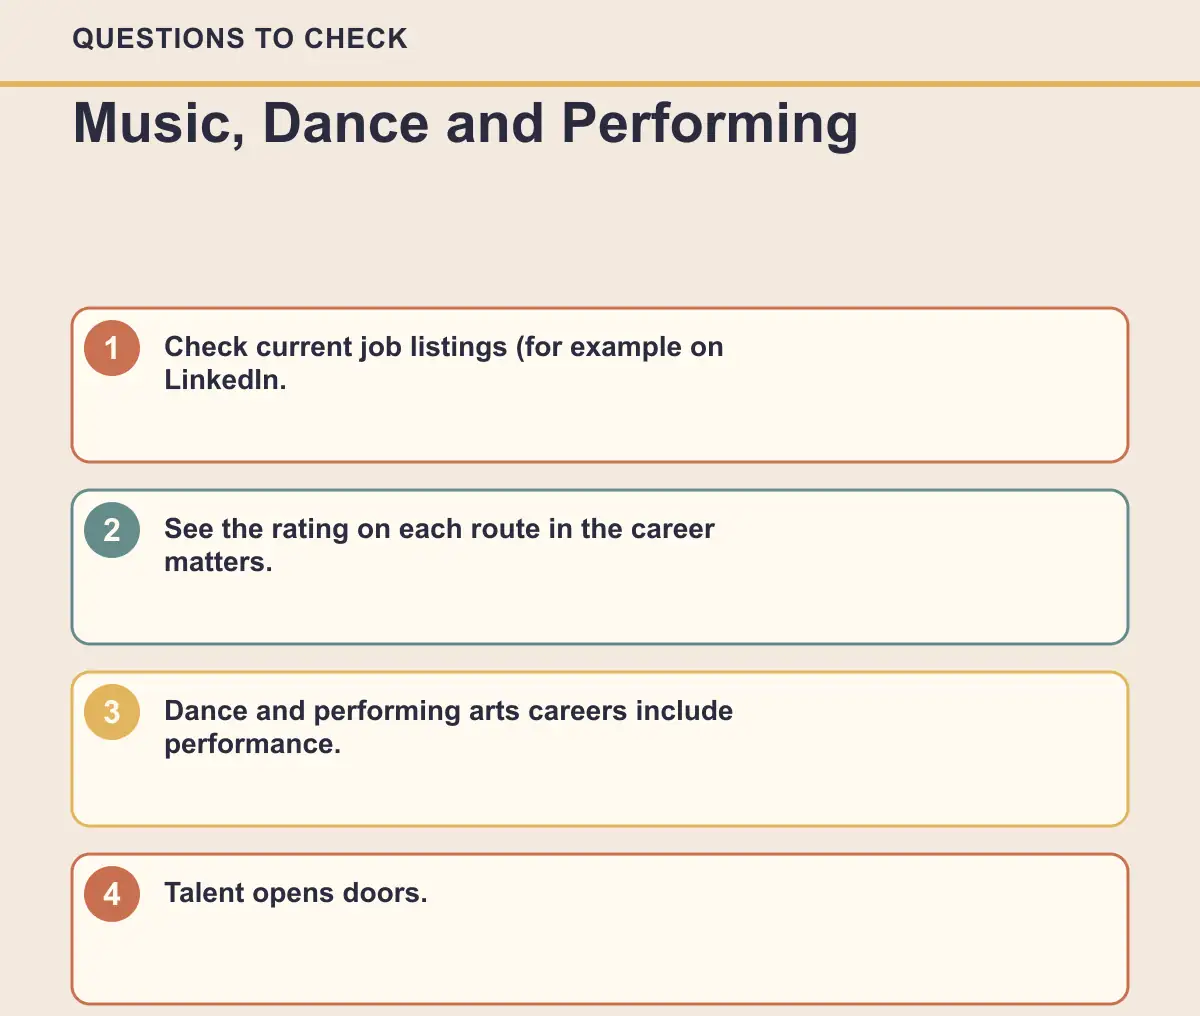 QUESTIONS TO CHECK
Music, Dance and Performing
1
Check current job listings (for example on
LinkedIn.
2
See the rating on each route in the career
matters.
3
Dance and performing arts careers include
performance.
4
Talent opens doors.